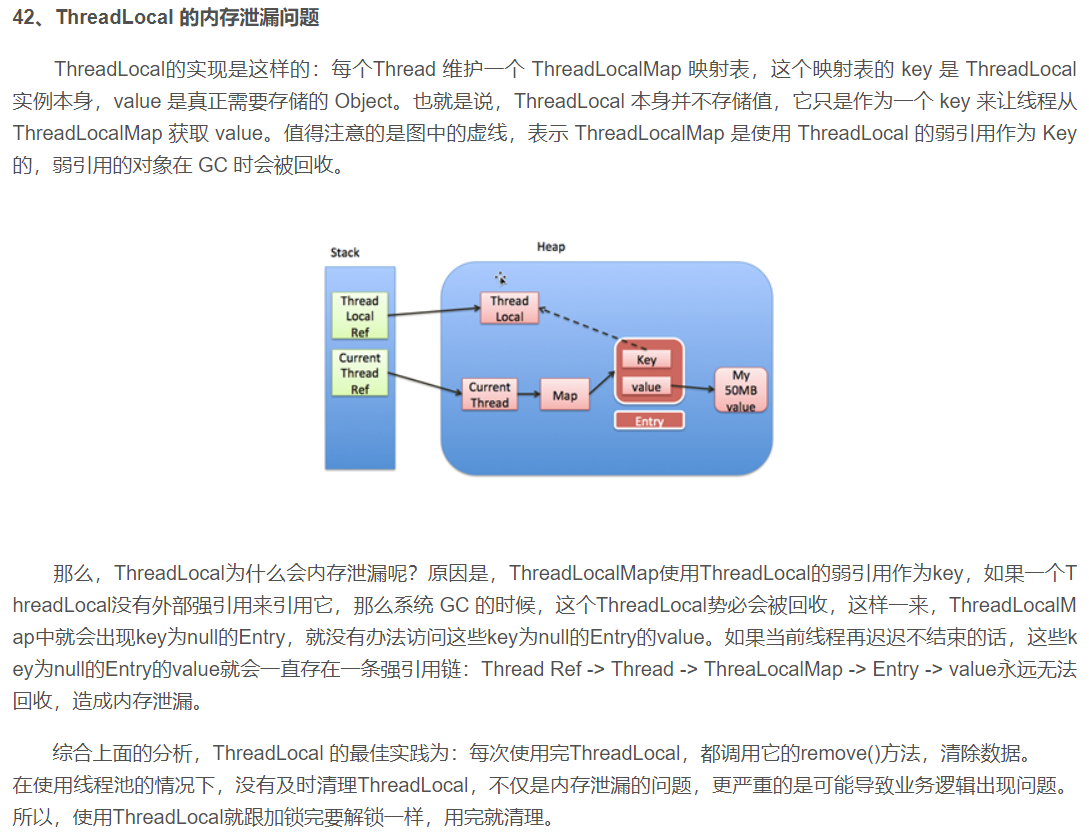 42、ThreadLocal 的内存泄漏问题
ThreadLocal的实现是这样的：每个Thread 维护一个 ThreadLocalMap 映射表，这个映射表的 key 是 ThreadLocal
实例本身，value 是真正需要存储的 Object。也就是说，ThreadLocal 本身并不存储值，它只是作为一个 key 来让线程从
ThreadLocalMap 获取 value。值得注意的是图中的虚线，表示 ThreadLocalMap 是使用 ThreadLocal 的弱引用作为 Key
的，弱引用的对象在 GC 时会被回收。
Stack
Heap
Thread
Local
Ref
Current
Thread
Ref
Thread
Local
Current
Thread
Map
Key
value
Entry
My
50MB
value
那么，ThreadLocal为什么会内存泄漏呢？原因是，ThreadLocalMap使用ThreadLocal的弱引用作为key，如果一个T
hreadLocal没有外部强引用来引用它，那么系统 GC 的时候，这个ThreadLocal势必会被回收，这样一来，ThreadLocalM
ap中就会出现key为null的Entry，就没有办法访问这些key为null的Entry的value。如果当前线程再迟迟不结束的话，这些k
ey为null的Entry的value就会一直存在一条强引用链：Thread Ref -> Thread -> ThreaLocalMap -> Entry -> value永远无法
回收，造成内存泄漏。
综合上面的分析，ThreadLocal 的最佳实践为：每次使用完ThreadLocal，都调用它的remove()方法，清除数据。
在使用线程池的情况下，没有及时清理ThreadLocal，不仅是内存泄漏的问题，更严重的是可能导致业务逻辑出现问题。
所以，使用ThreadLocal就跟加锁完要解锁一样，用完就清理。